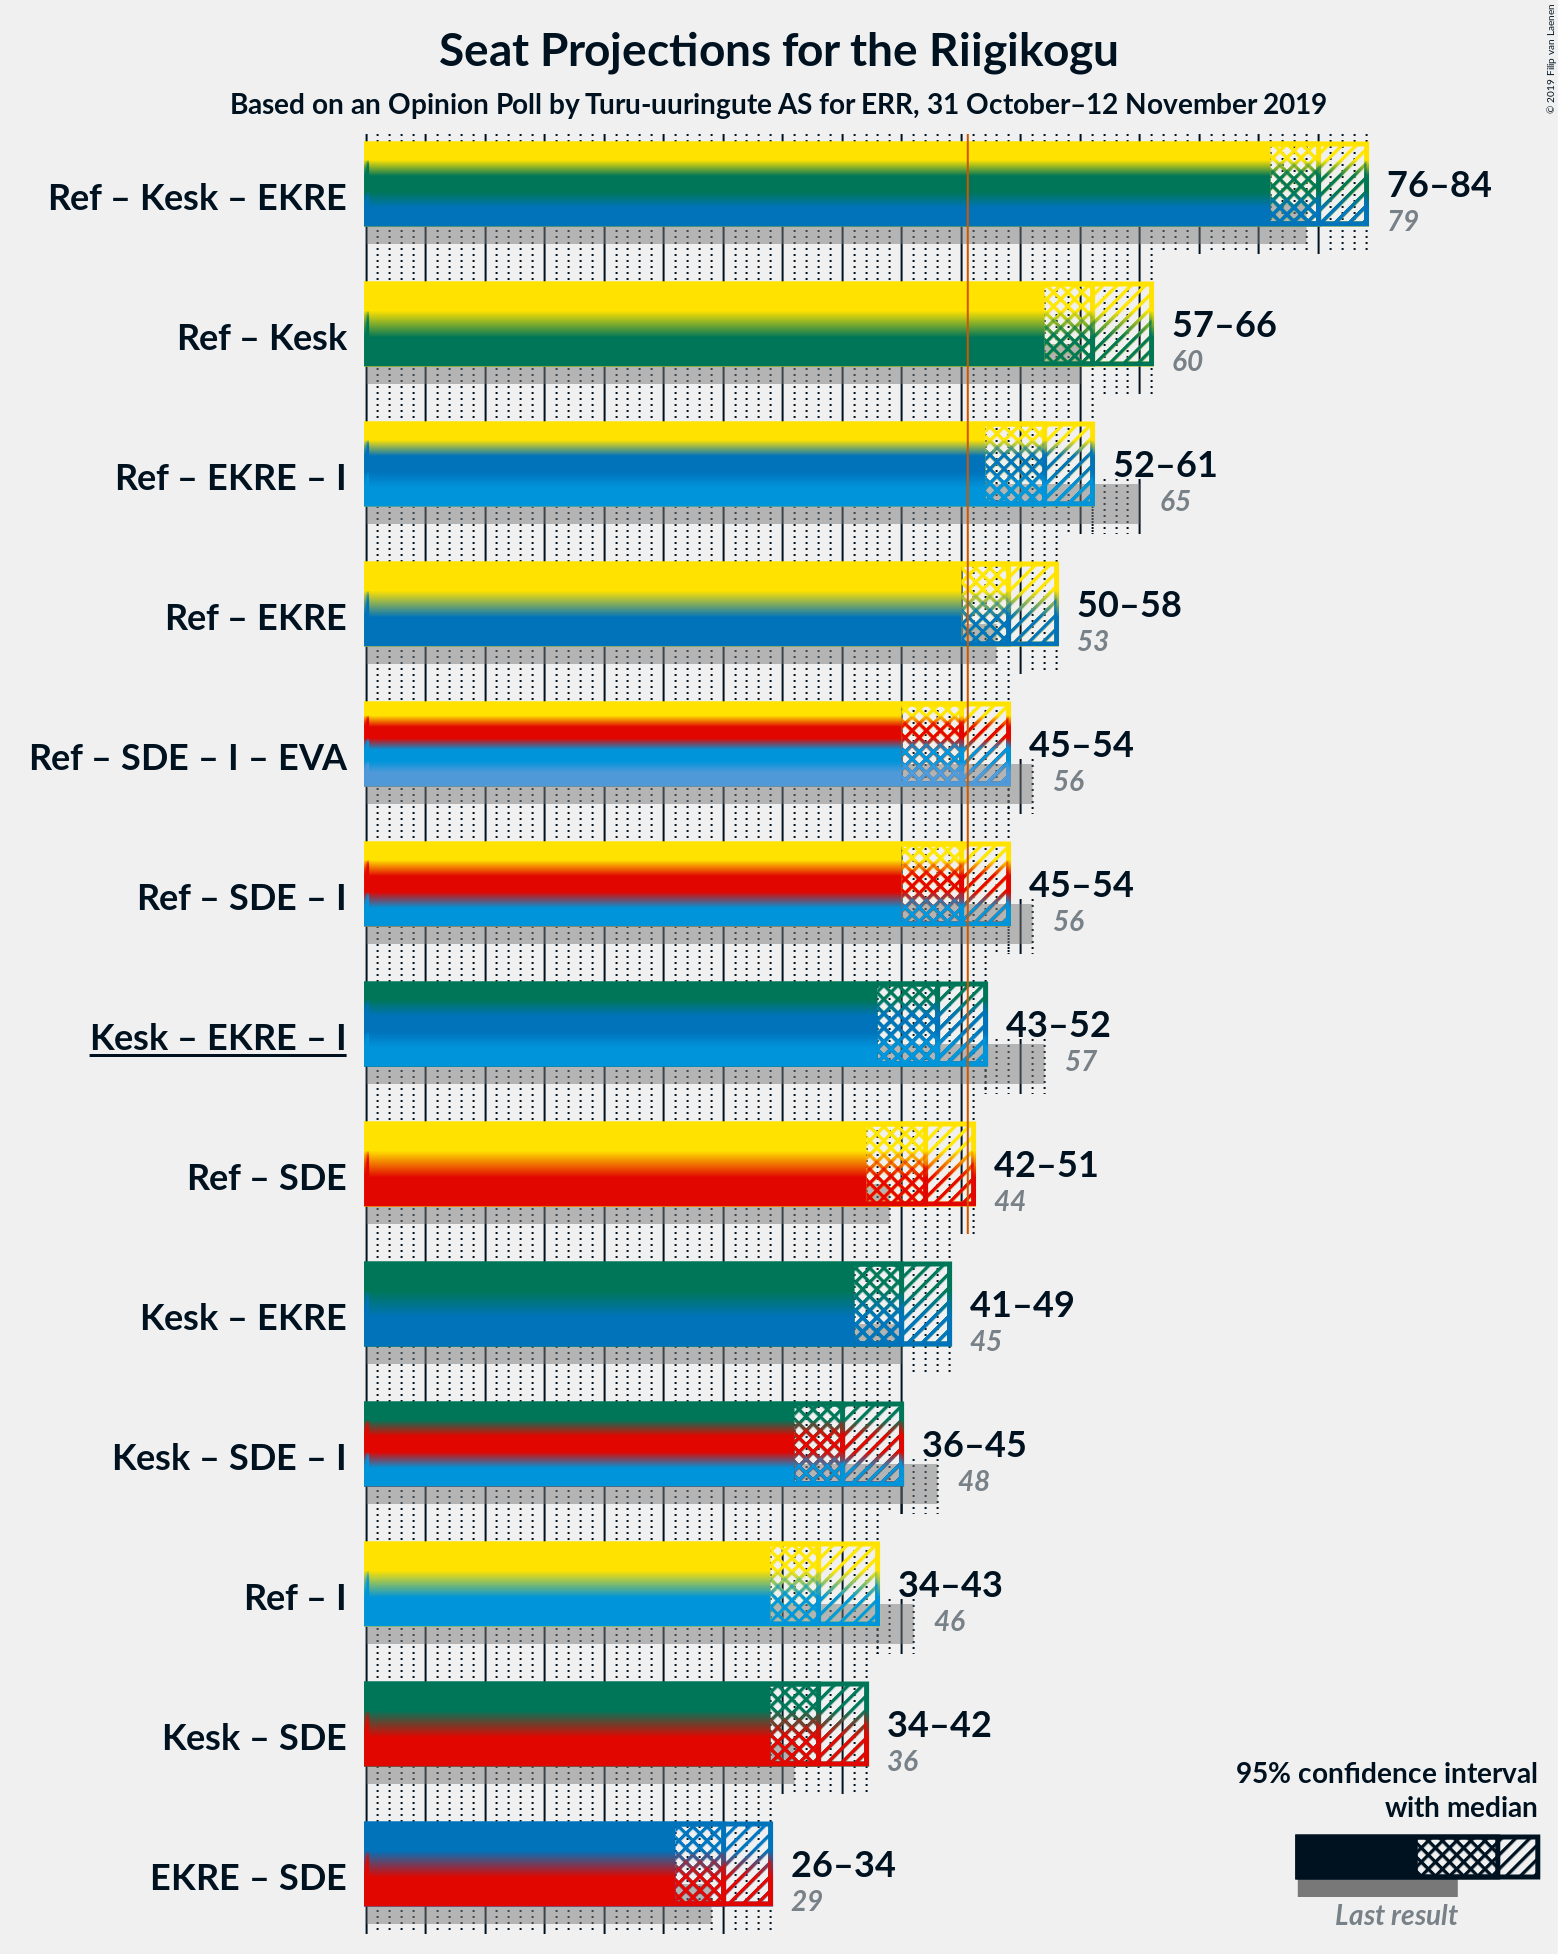 Seat Projections for the Riigikogu
Based on an Opinion Poll by Turu-uuringute AS for ERR, 31 October–12 November 2019
© 2019 Filip van Laenen
Ref – Kesk – EKRE
76–84
79
Ref – Kesk
57–66
60
Ref – EKRE – I
52–61
65
Ref – EKRE
50–58
53
Ref – SDE – I – EVA
45–54
56
Ref – SDE – I
45–54
56
Kesk – EKRE – I
43–52
57
Ref – SDE
42–51
44
Kesk – EKRE
41–49
45
Kesk – SDE – I
36–45
48
Ref – I
34–43
46
Kesk – SDE
34–42
36
EKRE – SDE
26–34
29
95% confidence interval
with median
Last result